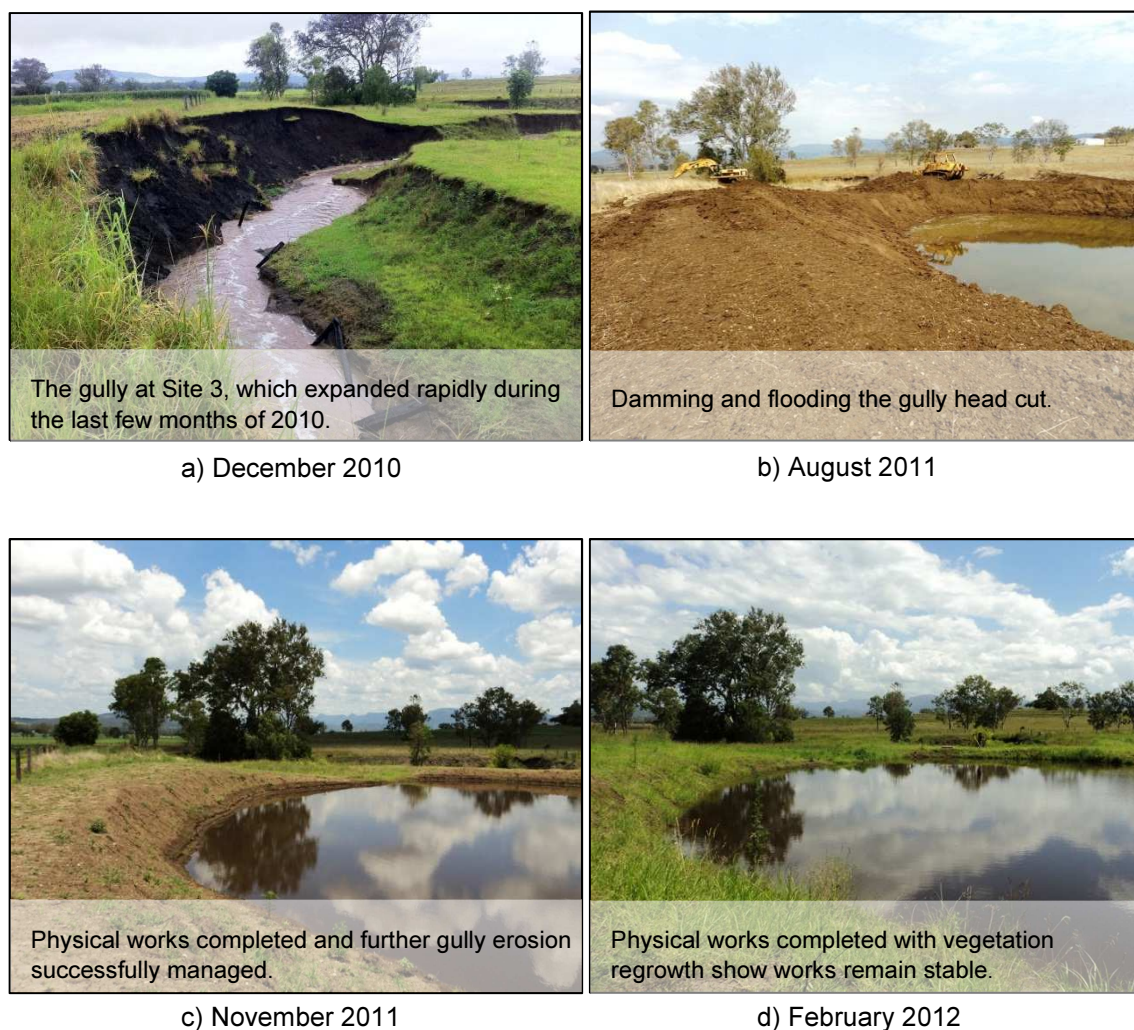 The gully at Site 3, which expanded rapidly during
the last few months of 2010.
a) December 2010
Damming and flooding the gully head cut.
b) August 2011
Physical works completed and further gully erosion
successfully managed.
c) November 2011
Physical works completed with vegetation
regrowth show works remain stable.
d) February 2012